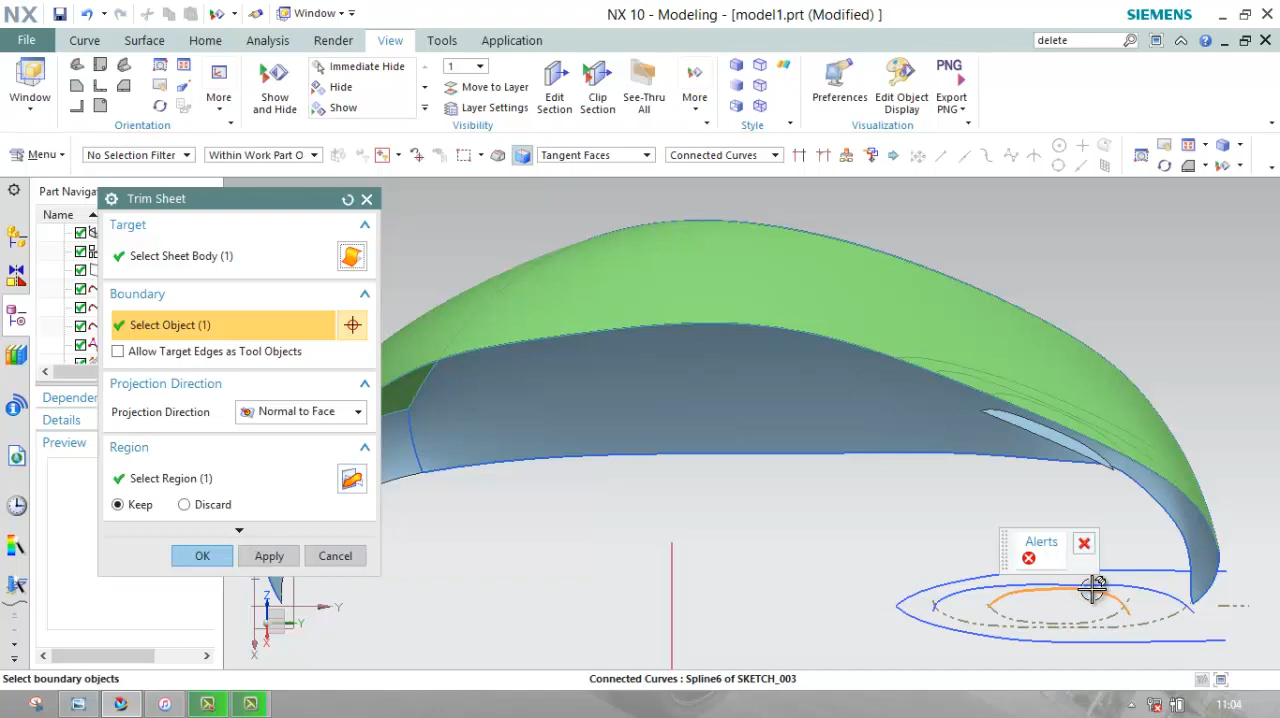 NX
Window
NX 10 - Modeling - [model1.prt (Modified) ]
SIEMENS
File
Curve
Surface
Home
Analysis
Render
View
Tools
Application
delete
Window
More
Orientation
Show
and Hide
Immediate Hide
Hide
Show
1
Move to Layer
Layer Settings
Visibility
Edit
Section
Clip
Section
See-Thru
All
More
Style
Preferences
Edit Object
Display
PNG
Export
PNG
Visualization
Menu
No Selection Filter
Within Work Part O
Tangent Faces
Connected Curves
Part Naviga
Name
Depender
Details
Preview
Trim Sheet
Target
Select Sheet Body (1)
Boundary
Select Object (1)
Allow Target Edges as Tool Objects
Projection Direction
Projection Direction
Normal to Face
Region
Select Region (1)
Keep
Discard
OK
Apply
Cancel
Alerts
Z
Y
Y
X
X
Select boundary objects
Connected Curves : Spline6 of SKETCH_003
11:04